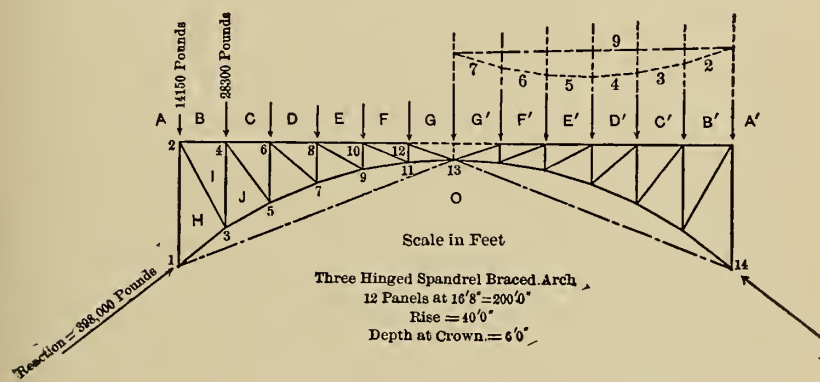 9
7 6 5 4 3 2
14150 Pounds
28300 Pounds
A B C D E F G G' F' E' D' C' B' A'
2 4 6 8 10 12
I
H J
3 5 7 9 11 13
O
1 14
Reaction = 398,000 Pounds
Scale in Feet
Three Hinged Spandrel Braced Arch
12 Panels at 16'8"=200'0"
Rise = 40'0"
Depth at Crown.= 6'0"